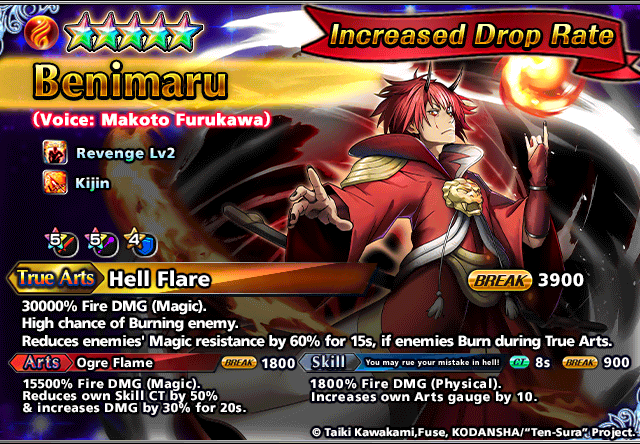 Increased Drop Rate
Benimaru
(Voice: Makoto Furukawa)
Revenge Lv2
Kijin
5 5 4
True Arts Hell Flare BREAK 3900
30000% Fire DMG (Magic).
High chance of Burning enemy.
Reduces enemies' Magic resistance by 60% for 15s, if enemies Burn during True Arts.
Arts Ogre Flame BREAK 1800
15500% Fire DMG (Magic).
Reduces own Skill CT by 50%
& increases DMG by 30% for 20s.
Skill You may rue your mistake in hell! CT 8s BREAK 900
1800% Fire DMG (Physical).
Increases own Arts gauge by 10.
© Taiki Kawakami,Fuse, KODANSHA/"Ten-Sura" Project.